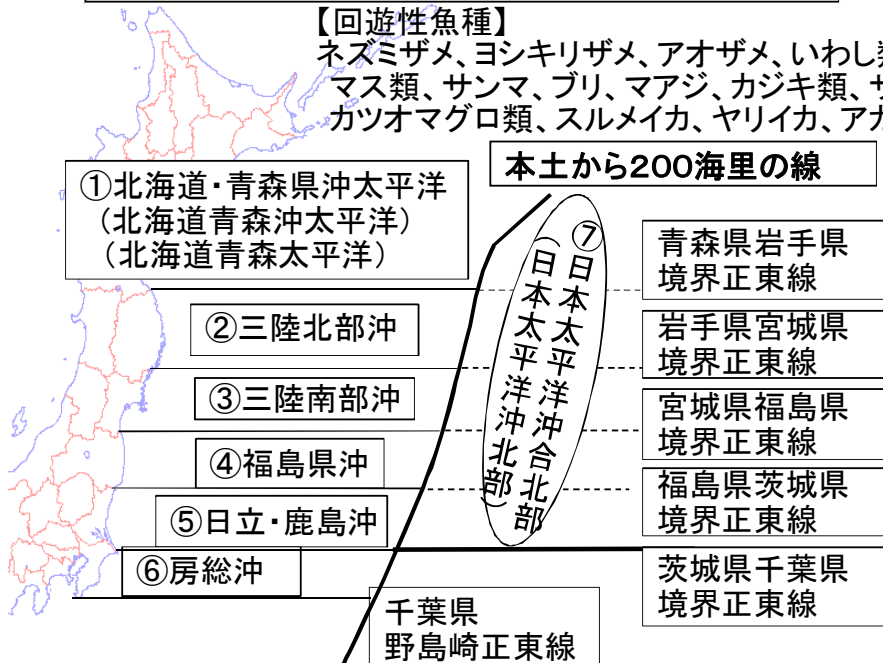 【回遊性魚種】
ネズミザメ、ヨシキリザメ、アオザメ、いわし類
マス類、サンマ、ブリ、マアジ、カジキ類、サ
カツオマグロ類、スルメイカ、ヤリイカ、アカ
本土から200海里の線
①北海道・青森県沖太平洋
(北海道青森沖太平洋)
(北海道青森太平洋)
②三陸北部沖
③三陸南部沖
④福島県沖
⑤日立・鹿島沖
⑥房総沖
⑦日本太平洋沖合北部
(日本太平洋沖北部)
青森県岩手県
境界正東線
岩手県宮城県
境界正東線
宮城県福島県
境界正東線
福島県茨城県
境界正東線
茨城県千葉県
境界正東線
千葉県
野島崎正東線